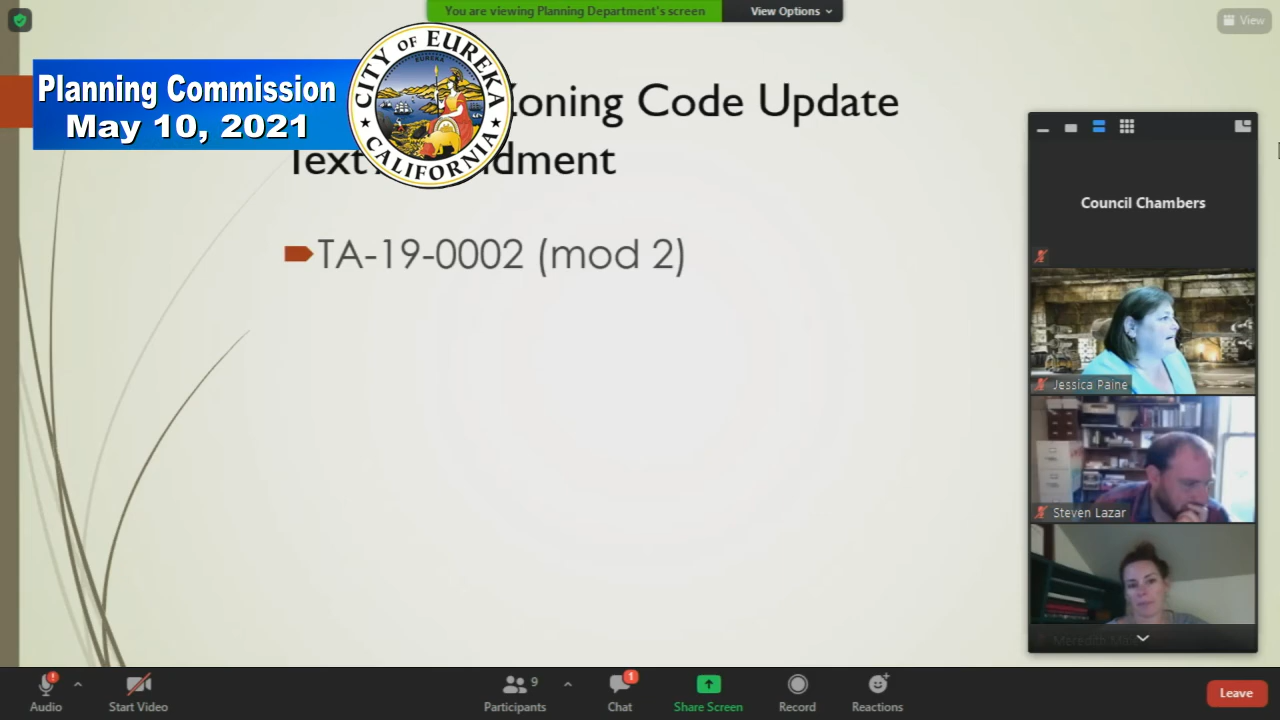 You are viewing Planning Department's screen
View Options
View
Planning Commission
May 10, 2021
CITY OF EUREKA
EUREKA
CALIFORNIA
oning Code Update
Text
dment
TA-19-0002 (mod 2)
Council Chambers
Jessica Paine
Steven Lazar
Meredith
Audio
Start Video
Participants
9
Chat
1
Share Screen
Record
Reactions
Leave